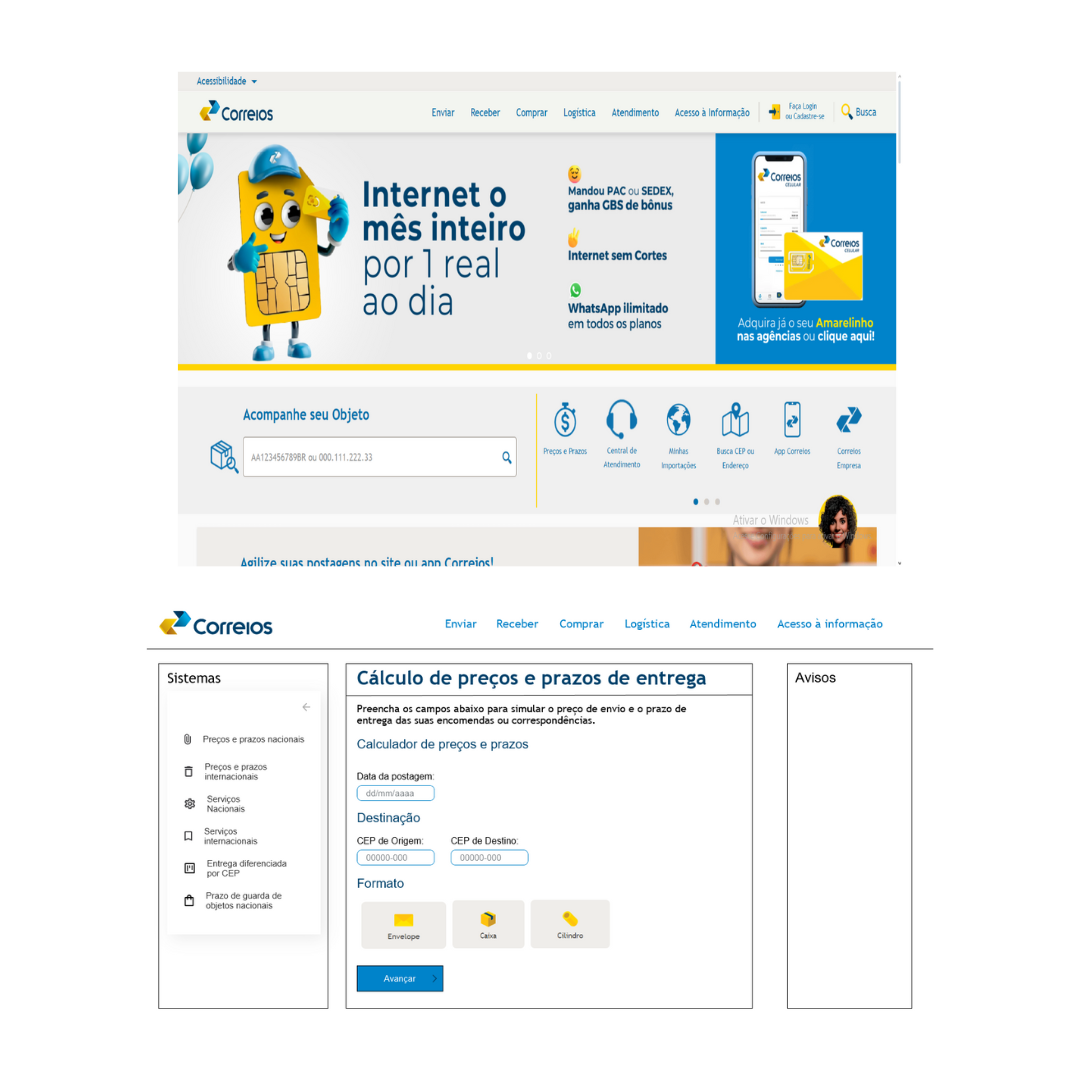 Acessibilidade
Correios
Enviar Receber Comprar Logística Atendimento Acesso à Informação
Faça Login
ou Cadastre-se
Busca
Internet o
mês inteiro
por 1 real
ao dia
Mandou PAC ou SEDEX,
ganha GBS de bônus
Internet sem Cortes
WhatsApp ilimitado
em todos os planos
Correios
CELULAR
Correios
CELULAR
Adquira já o seu Amarelinho
nas agências ou clique aqui!
Acompanhe seu Objeto
AA123456789BR ou 000.111.222.33
Preços e Prazos
Central de
Atendimento
Minhas
Importações
Busca CEP ou
Endereço
App Correios
Correios
Empresa
Ativar o Windows
Agilize suas postagens no site ou app Correios!
Correios
Enviar Receber Comprar Logística Atendimento Acesso à informação
Sistemas
Preços e prazos nacionais
Preços e prazos
internacionais
Serviços
Nacionais
Serviços
internacionais
Entrega diferenciada
por CEP
Prazo de guarda de
objetos nacionais
Cálculo de preços e prazos de entrega
Preencha os campos abaixo para simular o preço de envio e o prazo de
entrega das suas encomendas ou correspondências.
Calculador de preços e prazos
Data da postagem:
dd/mm/aaaa
Destinação
CEP de Origem: CEP de Destino:
00000-000 00000-000
Formato
Envelope Caixa Cilindro
Avançar
Avisos